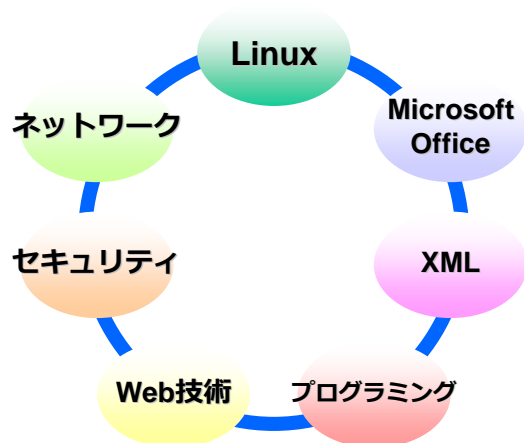 Linux
Microsoft
Office
XML
プログラミング
Web技術
セキュリティ
ネットワーク